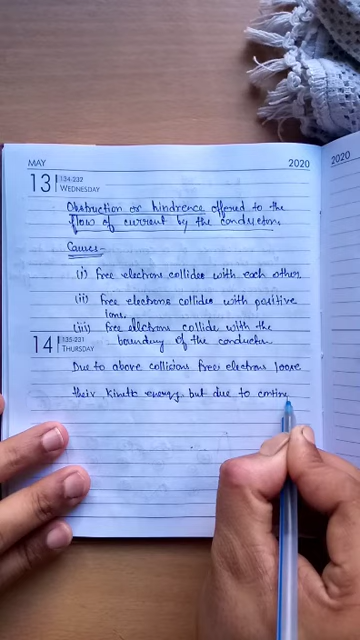 MAY 2020
2020
13 134-232
WEDNESDAY
Obstruction or hindrence offered to the
flow of current by the conductor.
Causes-
(i) Free electrons collides with each other
(ii) Free electrons collides with positive
ions.
(iii) Free electrons collide with the
14 135-231
THURSDAY
boundary of the conductor
Due to above collisions free electrons loose
their kinetic energy but due to contin